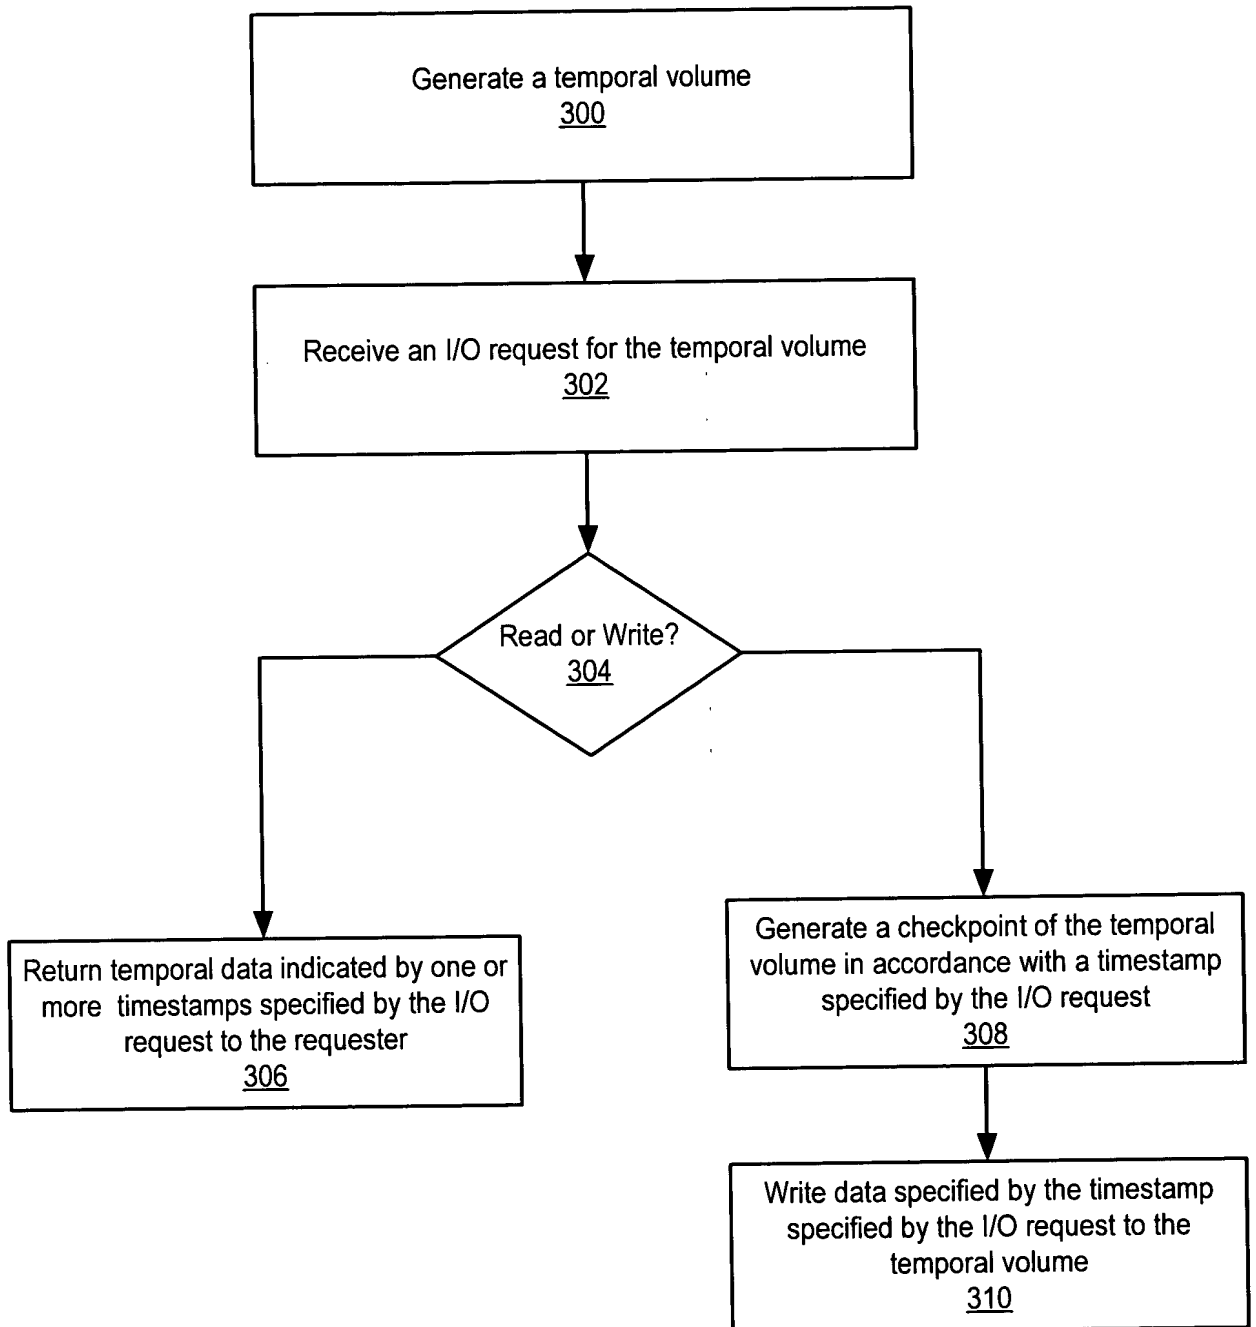 Generate a temporal volume
300
Receive an I/O request for the temporal volume
302
Read or Write?
304
Return temporal data indicated by one or
more timestamps specified by the I/O
request to the requester
306
Generate a checkpoint of the temporal
volume in accordance with a timestamp
specified by the I/O request
308
Write data specified by the timestamp
specified by the I/O request to the
temporal volume
310